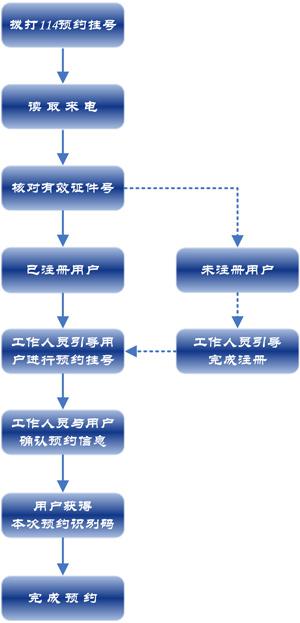 拨打114预约挂号
读取来电
核对有效证件号
已注册用户
未注册用户
工作人员引导用
户进行预约挂号
工作人员引导
完成注册
工作人员与用户
确认预约信息
用户获得
本次预约识别码
完成预约